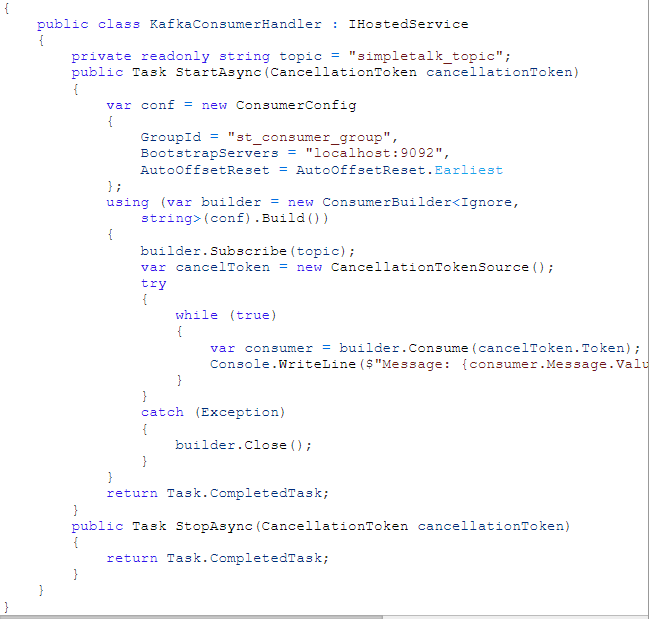 {
    public class KafkaConsumerHandler : IHostedService
    {
        private readonly string topic = "simpletalk_topic";
        public Task StartAsync(CancellationToken cancellationToken)
        {
            var conf = new ConsumerConfig
            {
                GroupId = "st_consumer_group",
                BootstrapServers = "localhost:9092",
                AutoOffsetReset = AutoOffsetReset.Earliest
            };
            using (var builder = new ConsumerBuilder<Ignore,
                string>(conf).Build())
            {
                builder.Subscribe(topic);
                var cancelToken = new CancellationTokenSource();
                try
                {
                    while (true)
                    {
                        var consumer = builder.Consume(cancelToken.Token);
                        Console.WriteLine($"Message: {consumer.Message.Valu
                    }
                }
                catch (Exception)
                {
                    builder.Close();
                }
            }
            return Task.CompletedTask;
        }
        public Task StopAsync(CancellationToken cancellationToken)
        {
            return Task.CompletedTask;
        }
    }
}